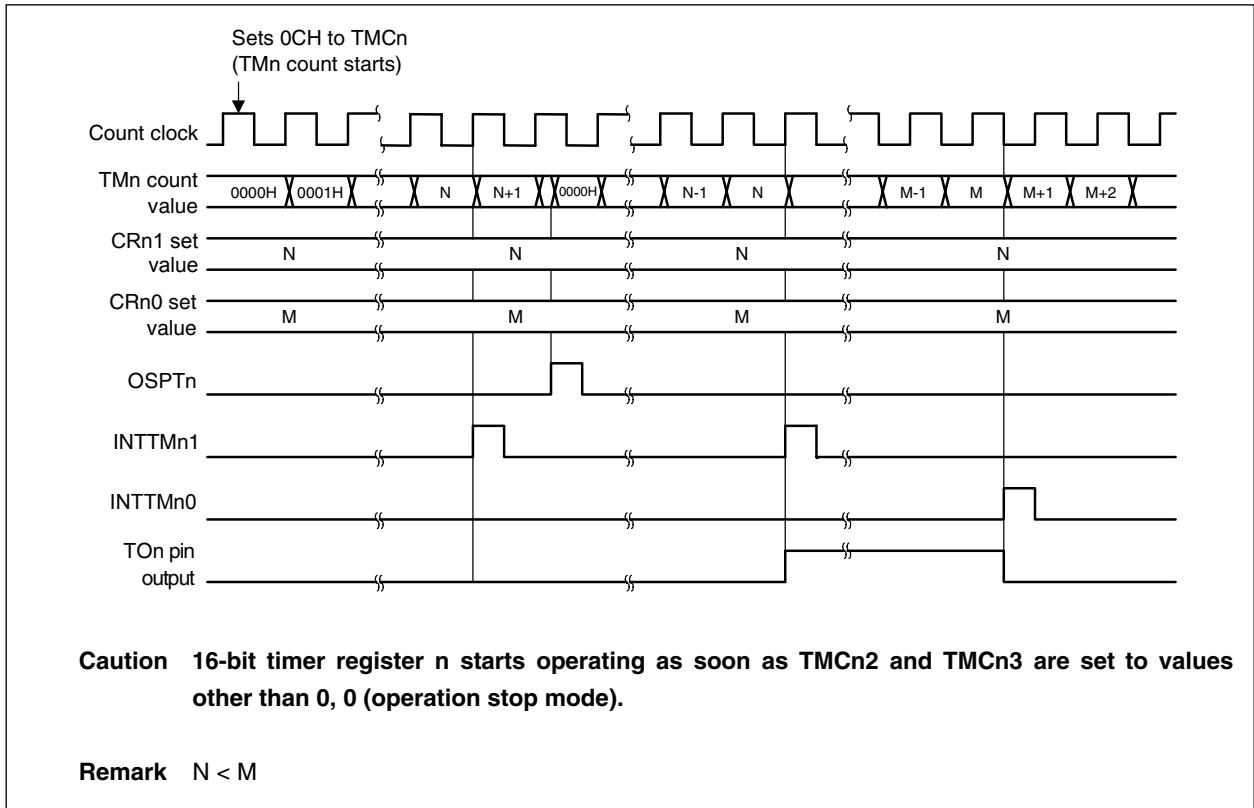 Sets 0CH to TMCn
(TMn count starts)
Count clock
TMn count
value
0000H 0001H N N+1 0000H N-1 N M-1 M M+1 M+2
CRn1 set
value
N N N N
CRn0 set
value
M M M M
OSPTn
INTTMn1
INTTMn0
TOn pin
output
Caution 16-bit timer register n starts operating as soon as TMCn2 and TMCn3 are set to values
other than 0, 0 (operation stop mode).
Remark N < M